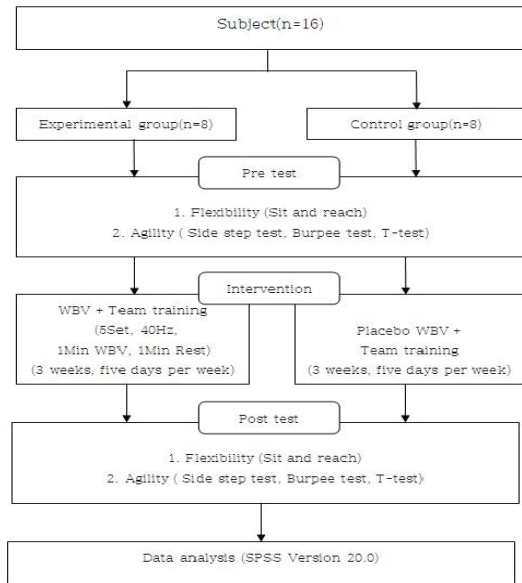 Subject(n=16)
Experimental group(n=8)
Control group(n=8)
Pre test
1. Flexibility (Sit and reach)
2. Agility ( Side step test, Burpee test, T-test)
Intervention
WBV + Team training
(5Set, 40Hz,
1Min WBV, 1Min Rest)
(3 weeks, five days per week)
Placebo WBV +
Team training
(3 weeks, five days per week)
Post test
1. Flexibility (Sit and reach)
2. Agility ( Side step test, Burpee test, T-test)
Data analysis (SPSS Version 20.0)